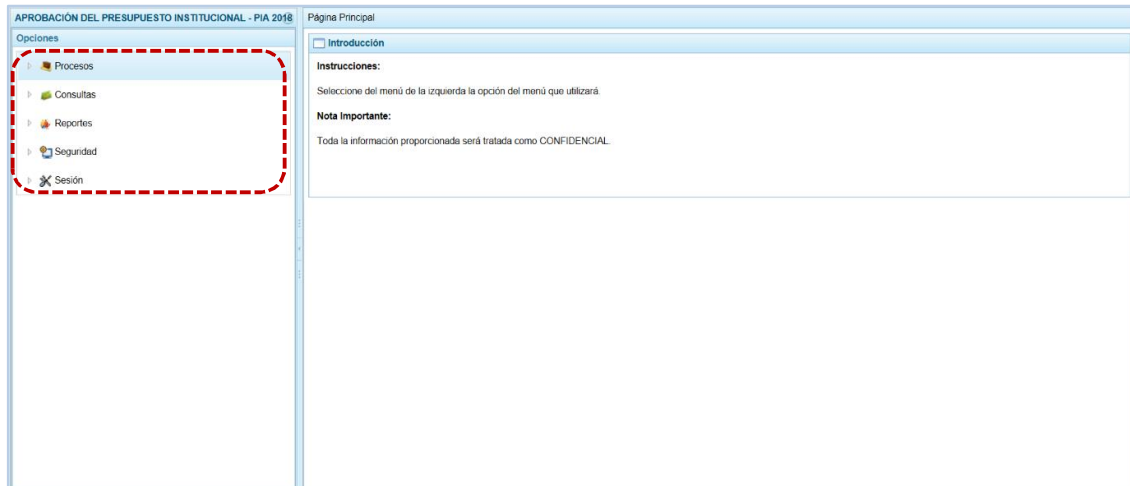 APROBACIÓN DEL PRESUPUESTO INSTITUCIONAL - PIA 2018
Opciones
Procesos
Consultas
Reportes
Seguridad
Sesión
Página Principal
Introducción
Instrucciones:
Seleccione del menú de la izquierda la opción del menú que utilizará.
Nota Importante:
Toda la información proporcionada será tratada como CONFIDENCIAL.